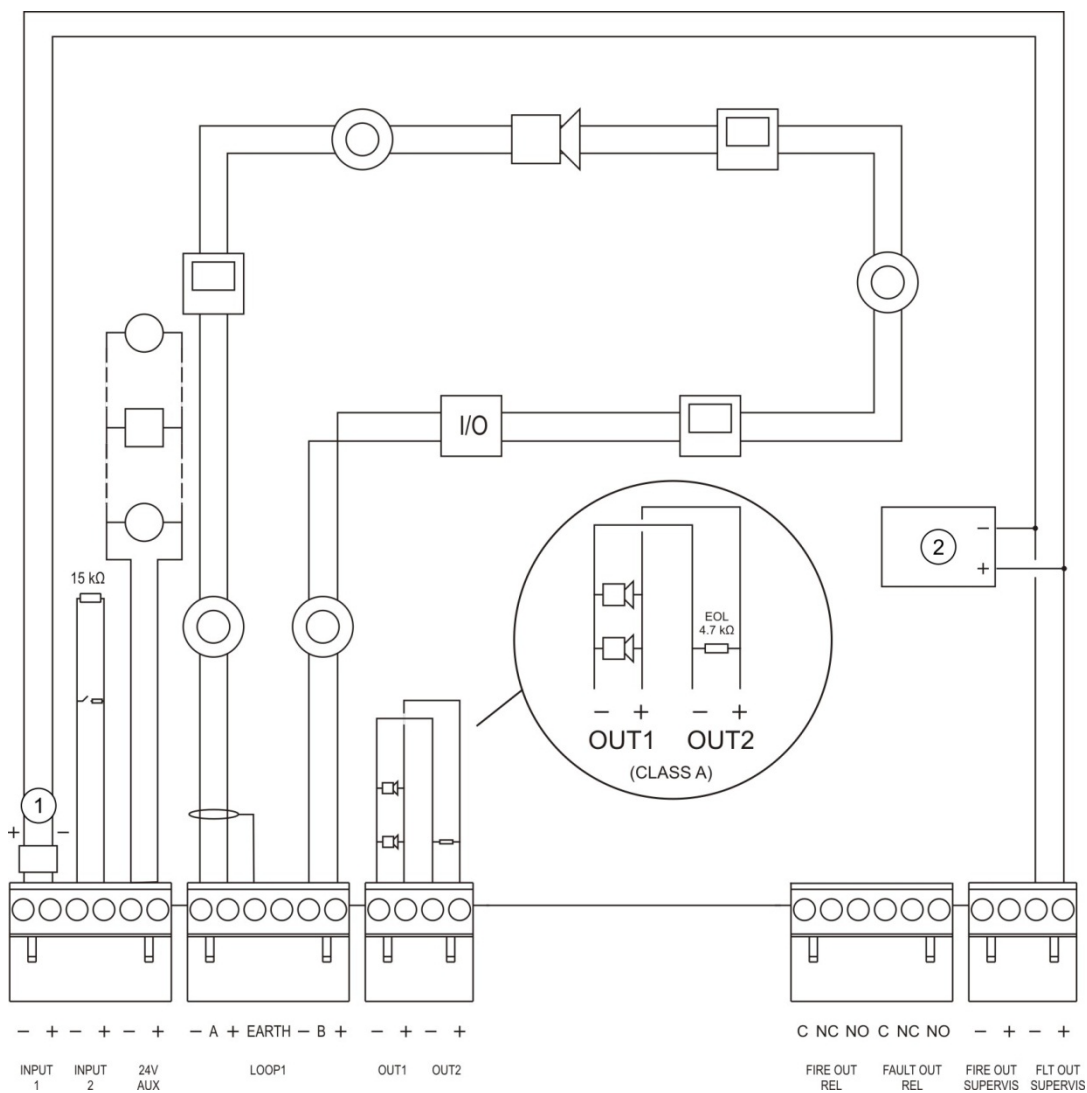 I/O
2
−
+
15 kΩ
EOL
4.7 kΩ
− + − +
OUT1 OUT2
(CLASS A)
1
+ −
− + − + − +
− A + EARTH − B +
− + − +
C NC NO C NC NO
− + − +
INPUT
1
INPUT
2
24V
AUX
LOOP1
OUT1
OUT2
FIRE OUT
REL
FAULT OUT
REL
FIRE OUT
SUPERVIS
FLT OUT
SUPERVIS